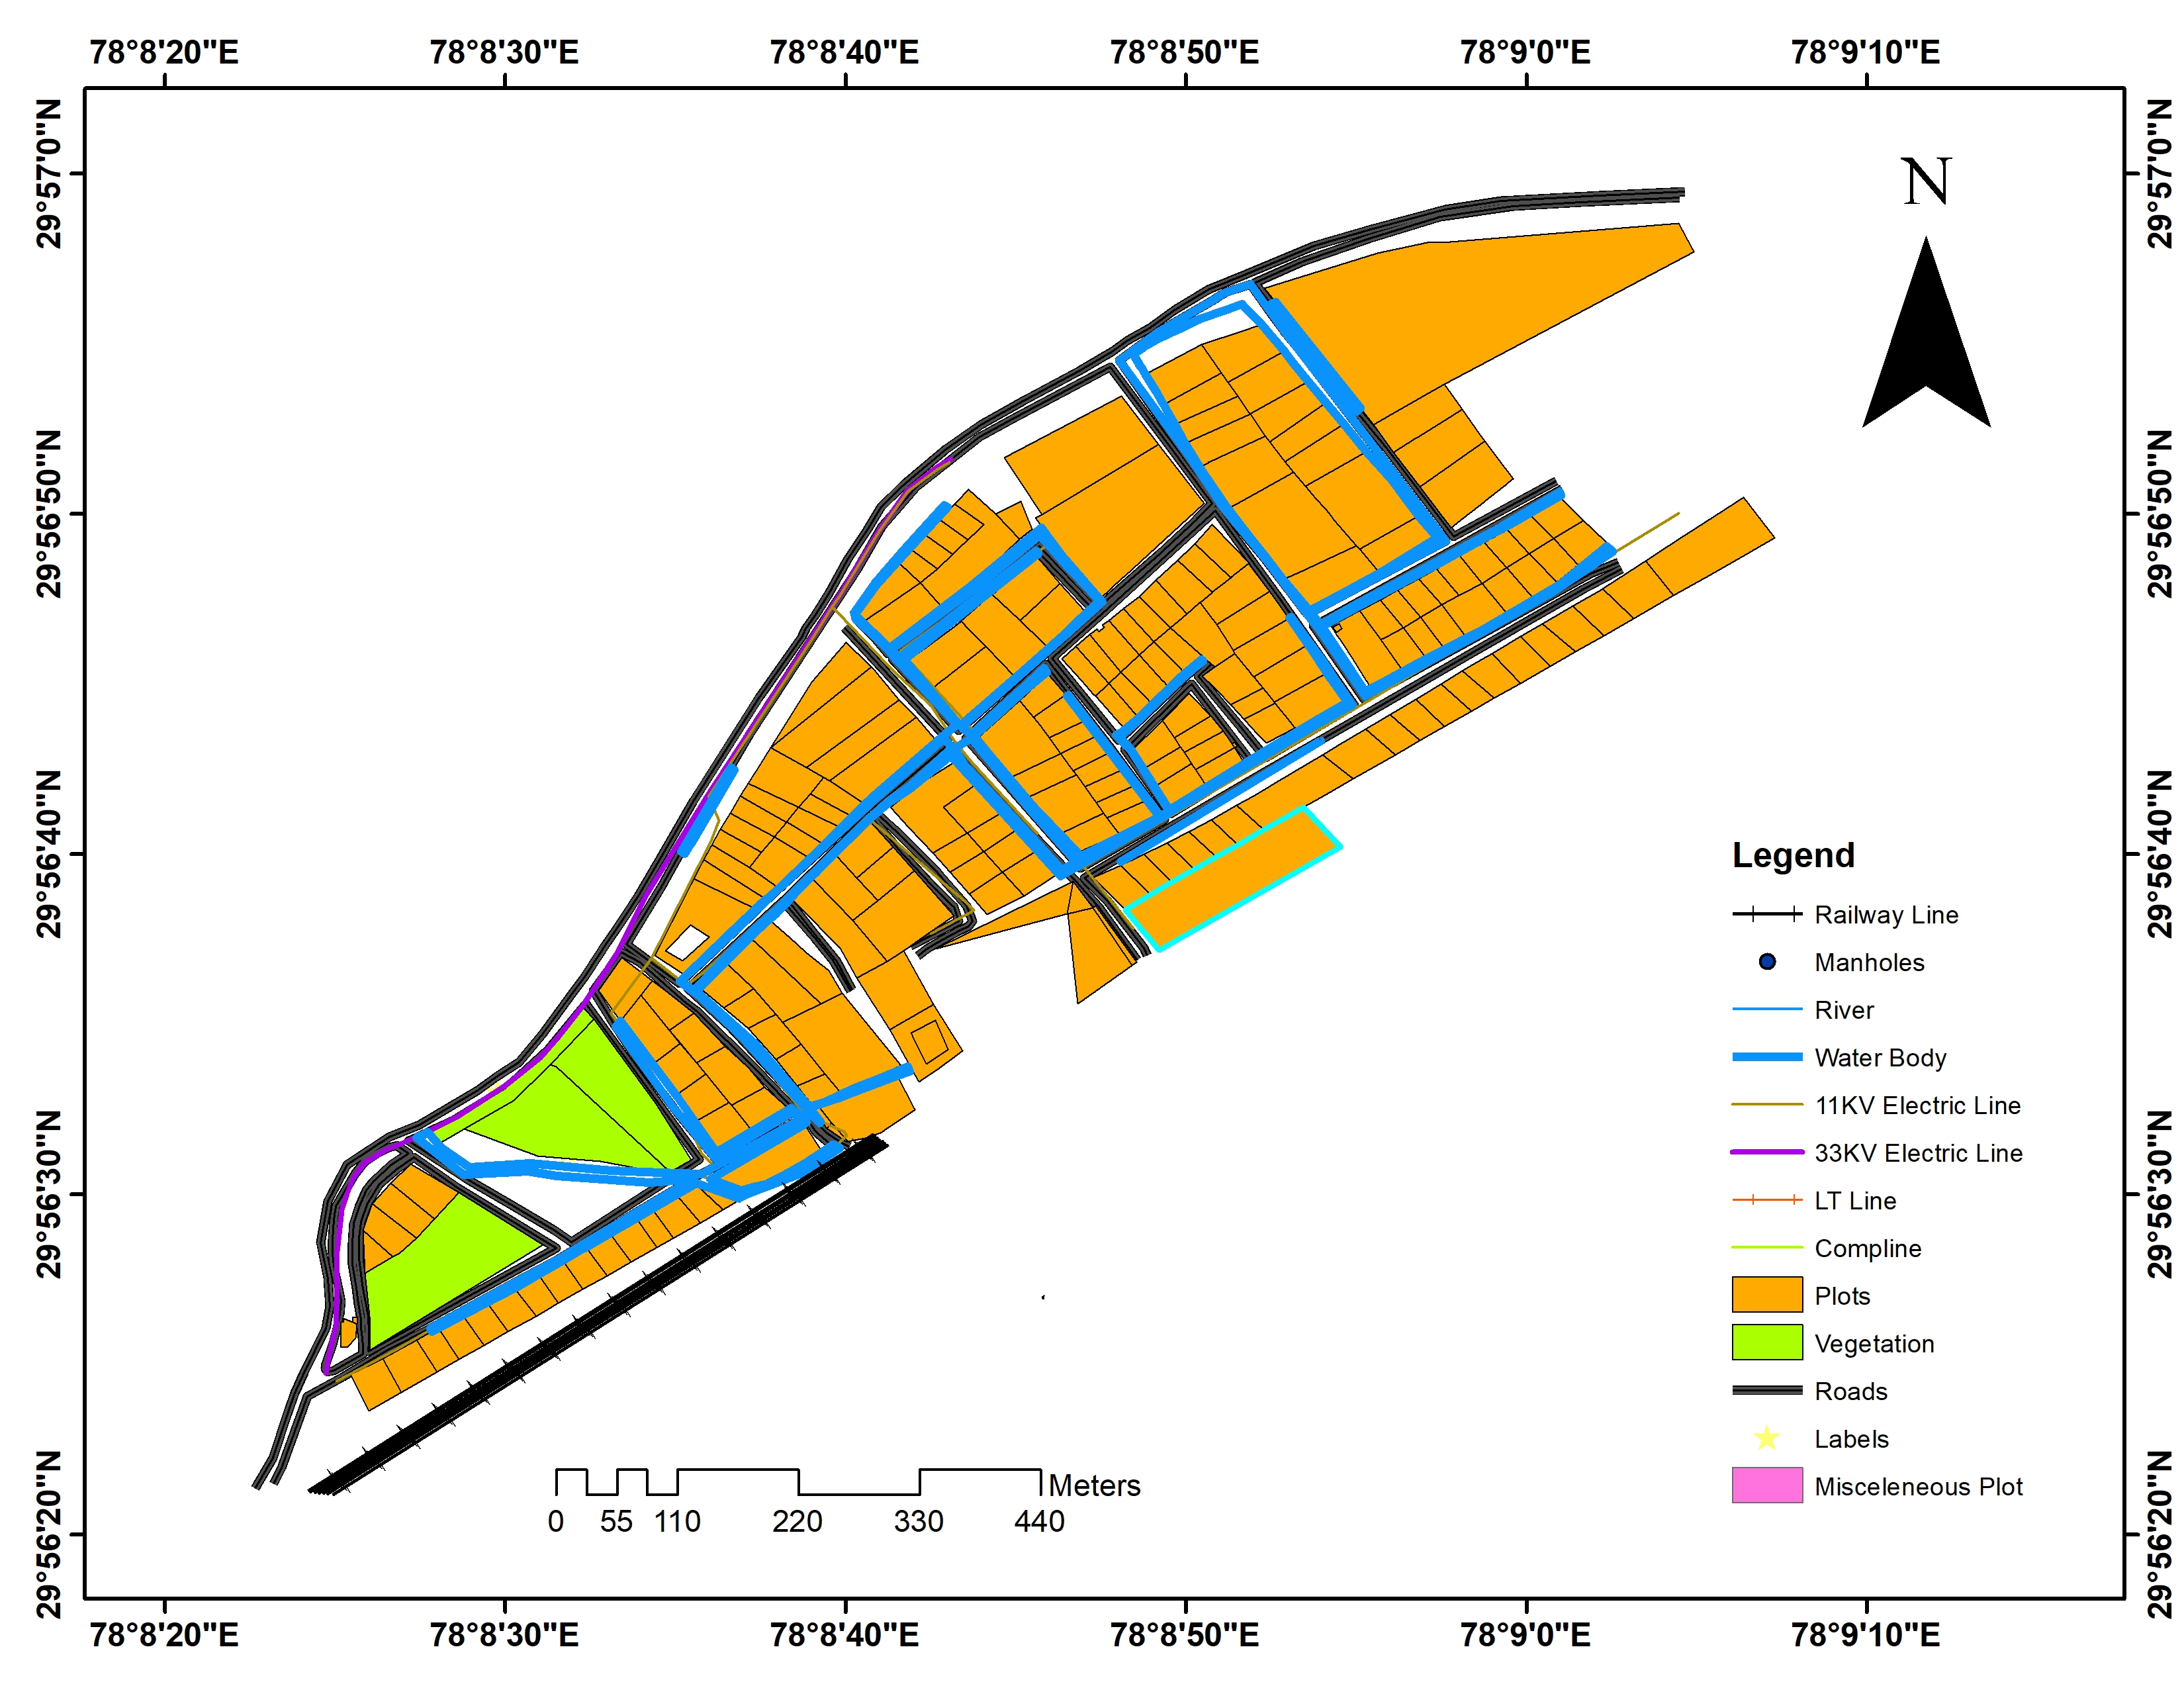 78°8'20"E 78°8'30"E 78°8'40"E 78°8'50"E 78°9'0"E 78°9'10"E
29°57'0"N 29°57'0"N
N
29°56'50"N 29°56'50"N
29°56'40"N 29°56'40"N
Legend
Railway Line
Manholes
River
Water Body
11KV Electric Line
33KV Electric Line
LT Line
Compline
Plots
Vegetation
Roads
Labels
Misceleneous Plot
29°56'30"N 29°56'30"N
Meters
0 55 110 220 330 440
29°56'20"N 29°56'20"N
78°8'20"E 78°8'30"E 78°8'40"E 78°8'50"E 78°9'0"E 78°9'10"E